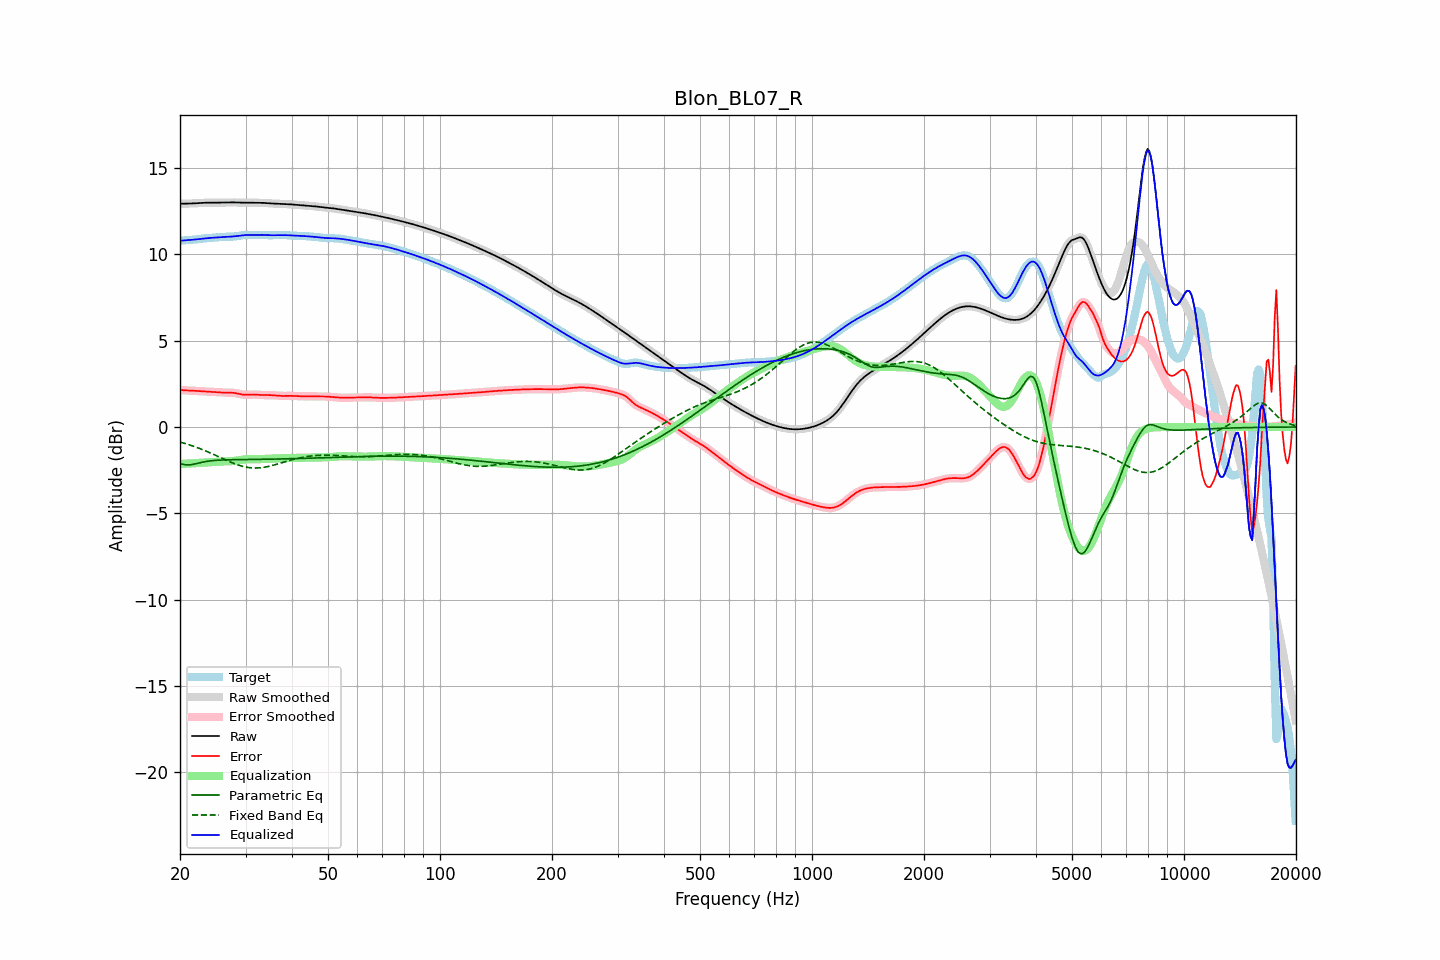 Blon_BL07_R
15
10
5
0
−5
−10
−15
−20
Amplitude (dBr)
Target
Raw Smoothed
Error Smoothed
Raw
Error
Equalization
Parametric Eq
Fixed Band Eq
Equalized
20 50 100 200 500 1000 2000 5000 10000 20000
Frequency (Hz)